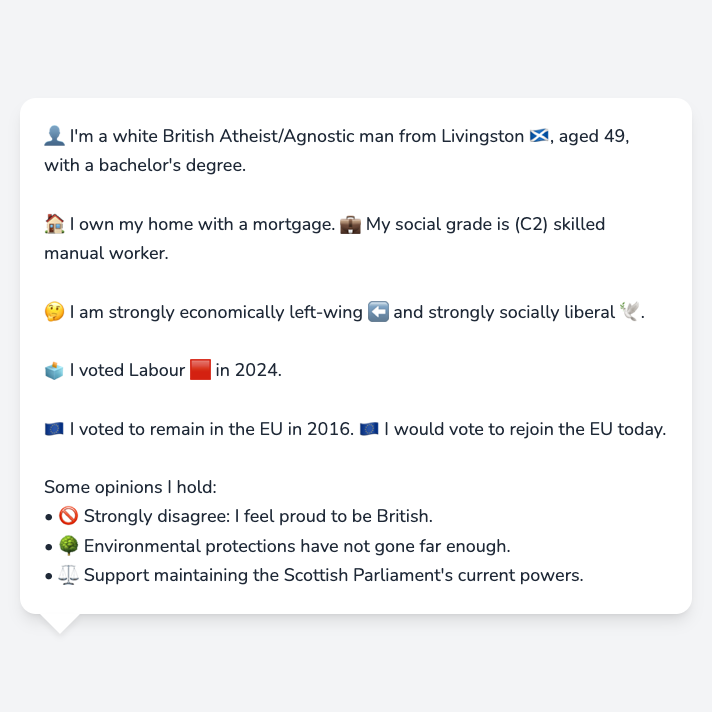 👤 I'm a white British Atheist/Agnostic man from Livingston 🏴󠁧󠁢󠁳󠁣󠁴󠁿, aged 49,
with a bachelor's degree.
🏠 I own my home with a mortgage. 💼 My social grade is (C2) skilled
manual worker.
🤔 I am strongly economically left-wing ⬅️ and strongly socially liberal 🕊️.
🗳️ I voted Labour 🟥 in 2024.
🇪🇺 I voted to remain in the EU in 2016. 🇪🇺 I would vote to rejoin the EU today.
Some opinions I hold:
• 🚫 Strongly disagree: I feel proud to be British.
• 🌳 Environmental protections have not gone far enough.
• ⚖️ Support maintaining the Scottish Parliament's current powers.